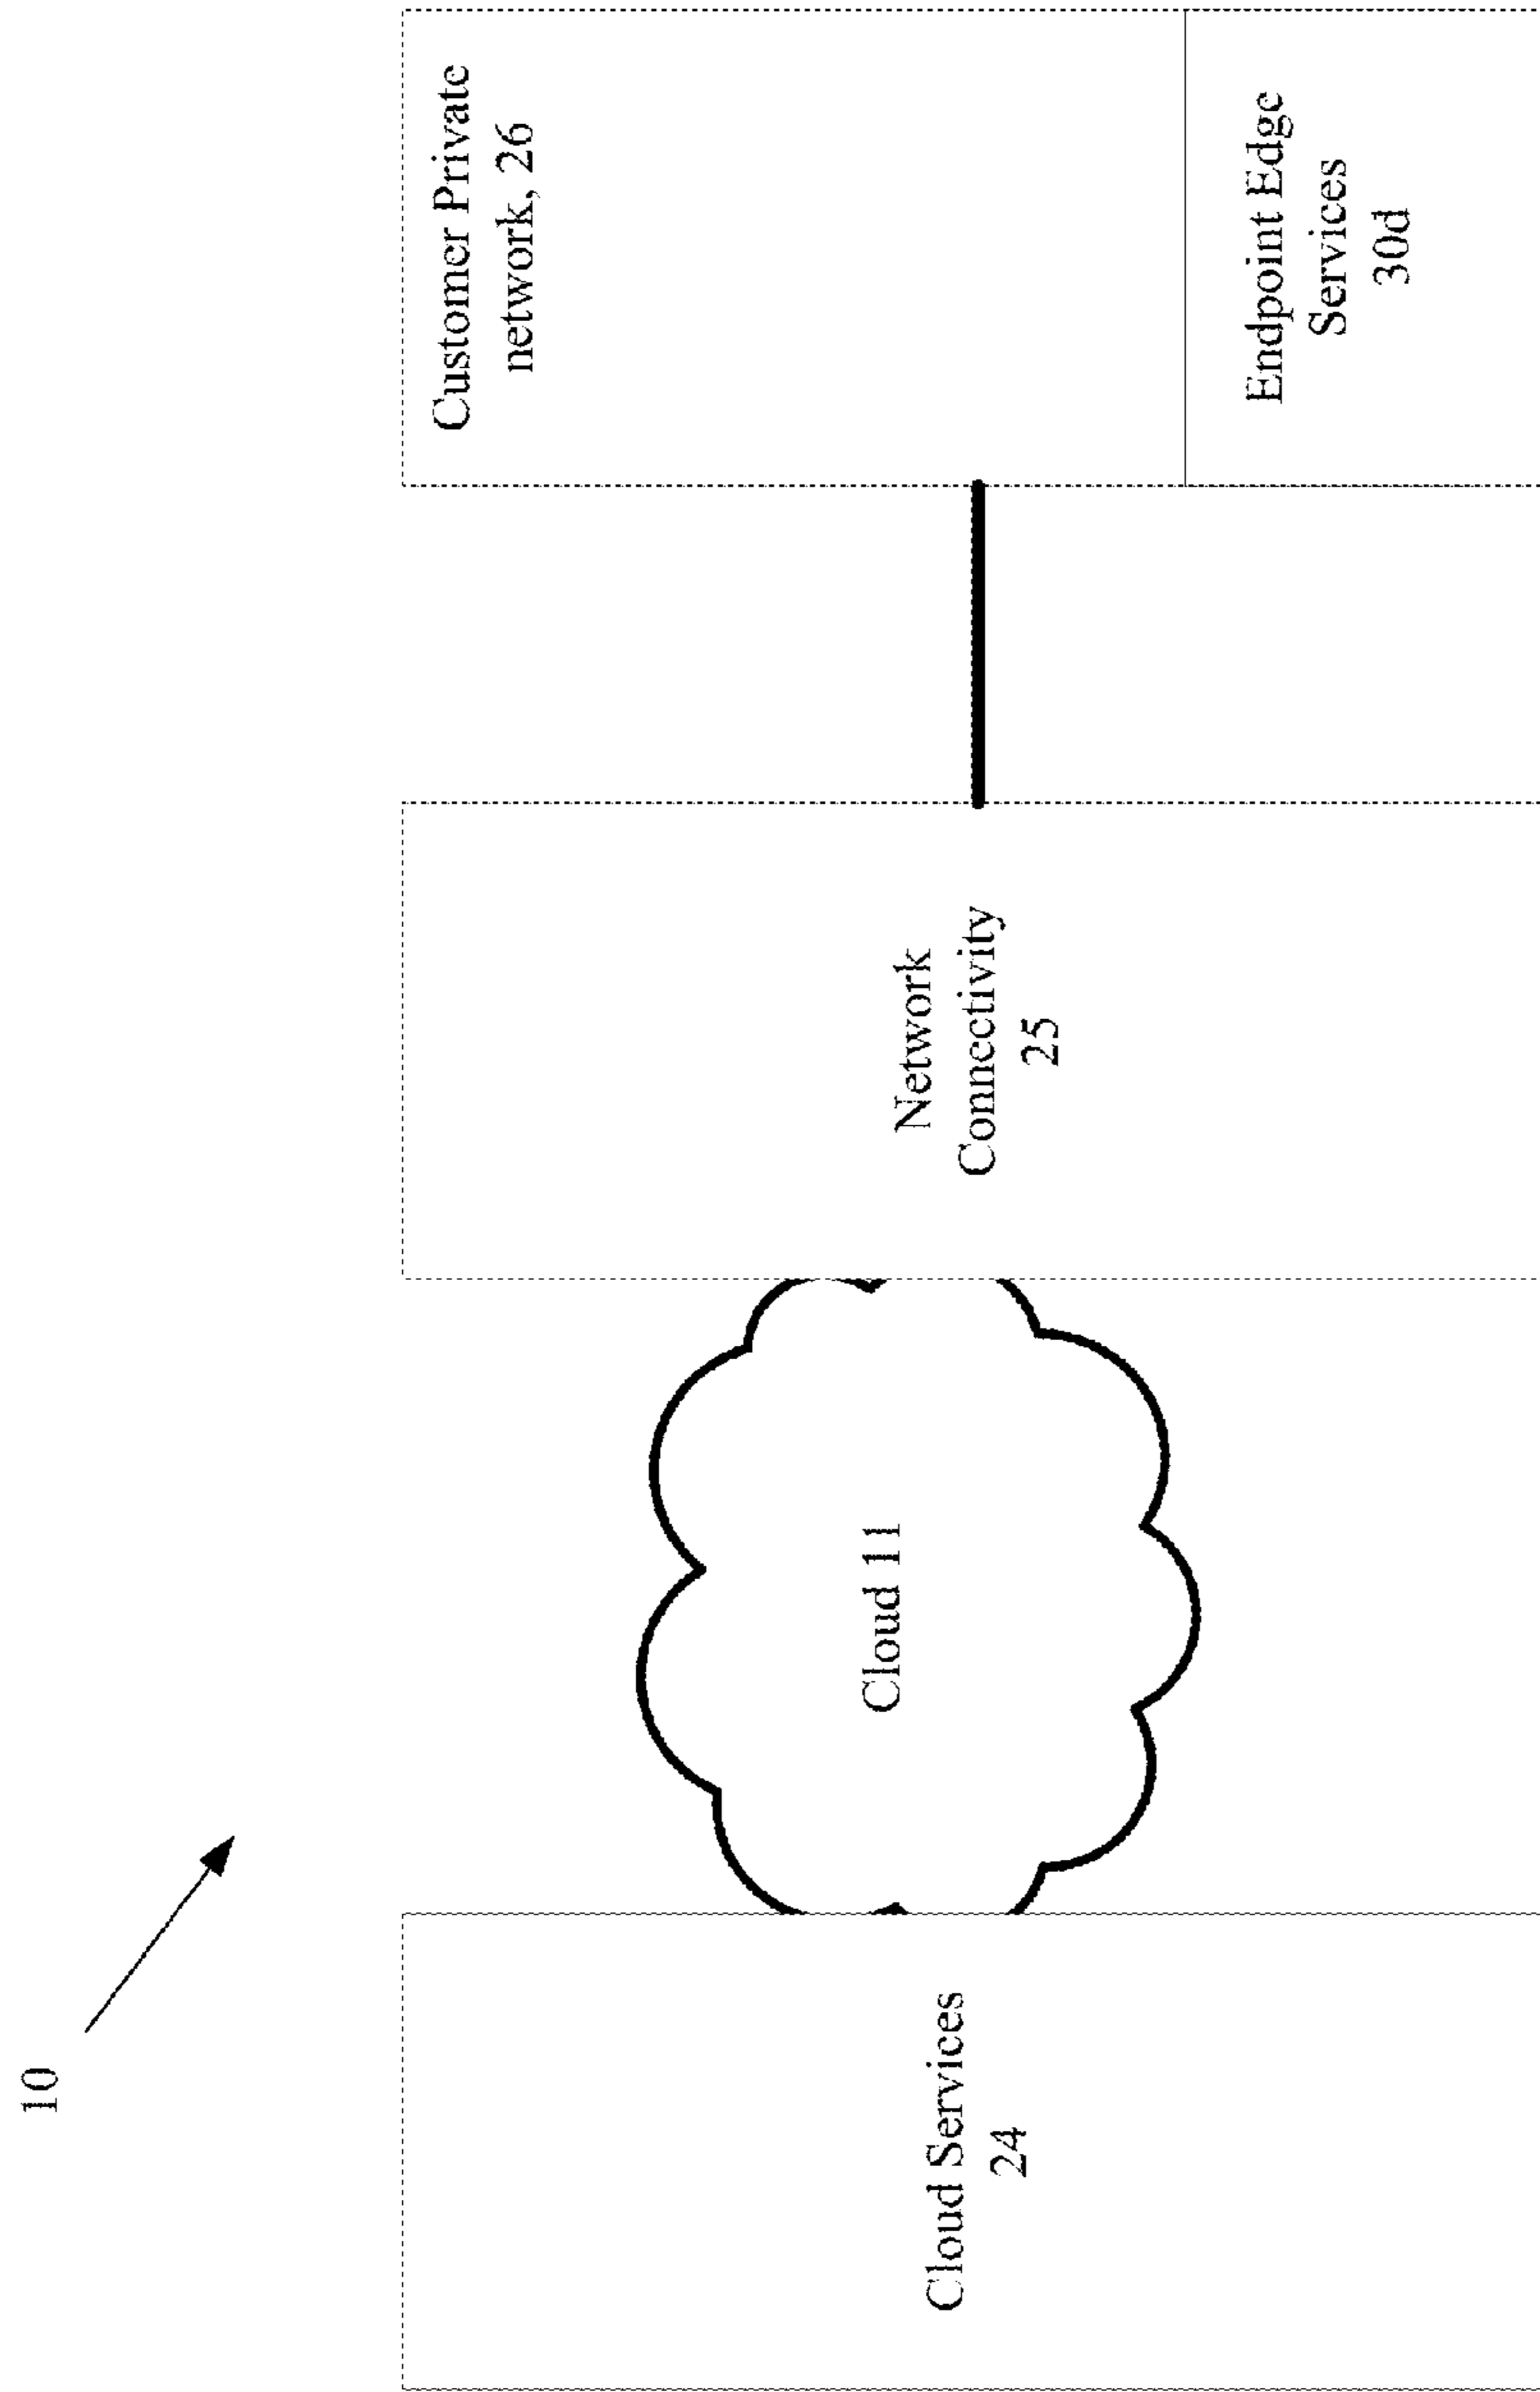 10
Cloud Services
24
Cloud 11
Network
Connectivity
25
Customer Private
network, 26
Endpoint Edge
Services
30d